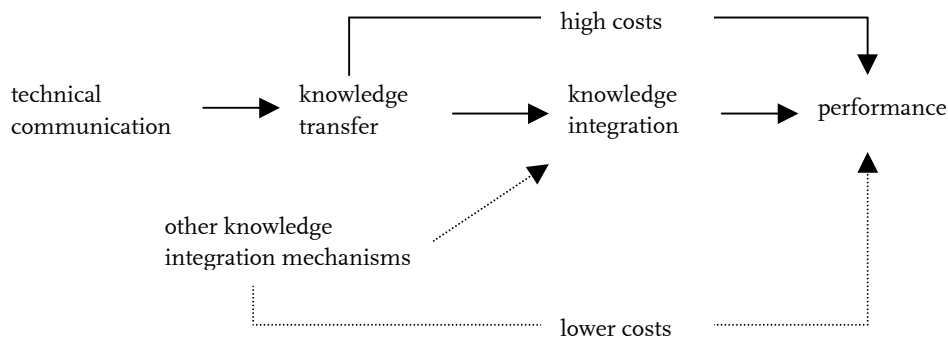 high costs
technical
communication
knowledge
transfer
knowledge
integration
performance
other knowledge
integration mechanisms
lower costs